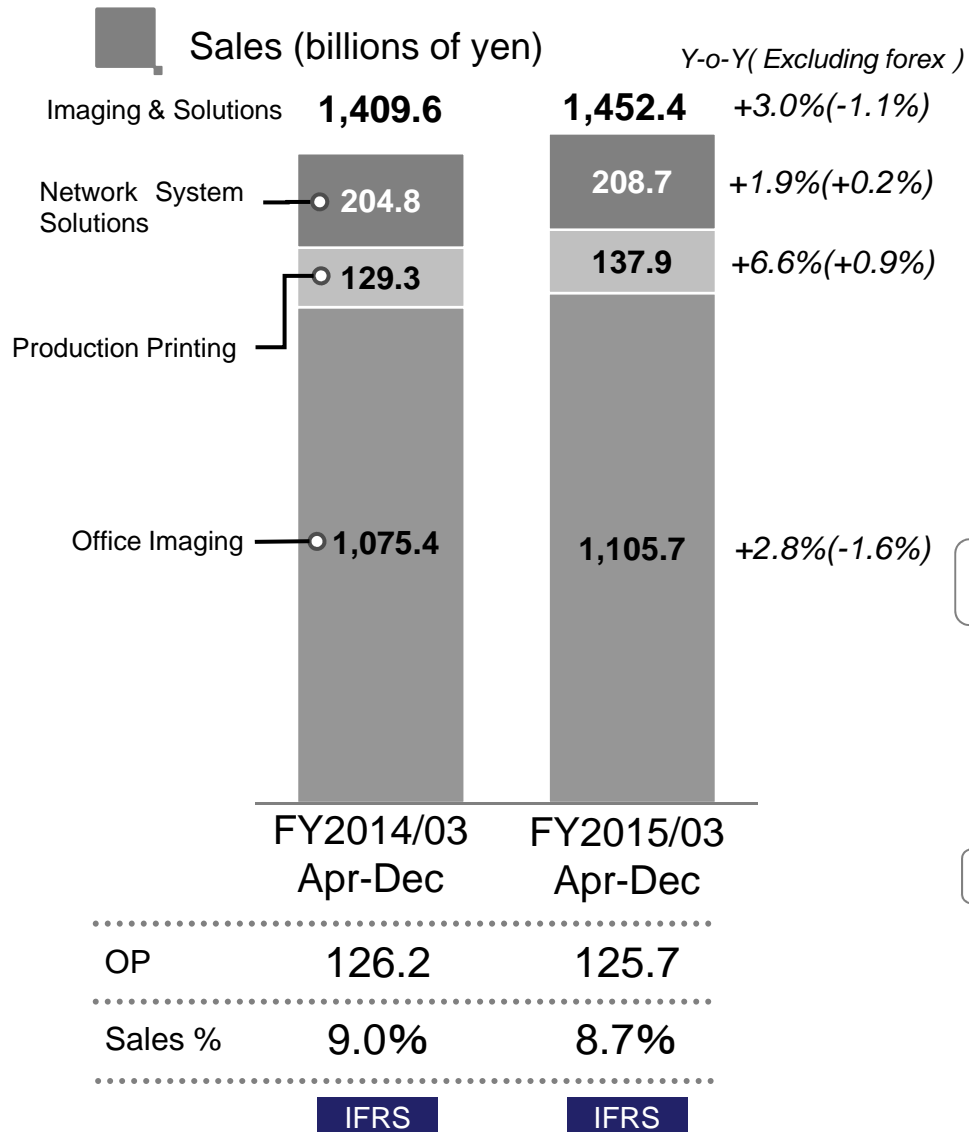 Sales (billions of yen)
Y-o-Y( Excluding forex )
Imaging & Solutions 1,409.6 1,452.4 +3.0%(-1.1%)
Network System
Solutions
204.8 208.7 +1.9%(+0.2%)
129.3 137.9 +6.6%(+0.9%)
Production Printing
Office Imaging 1,075.4 1,105.7 +2.8%(-1.6%)
FY2014/03 FY2015/03
Apr-Dec Apr-Dec
OP 126.2 125.7
Sales % 9.0% 8.7%
IFRS IFRS